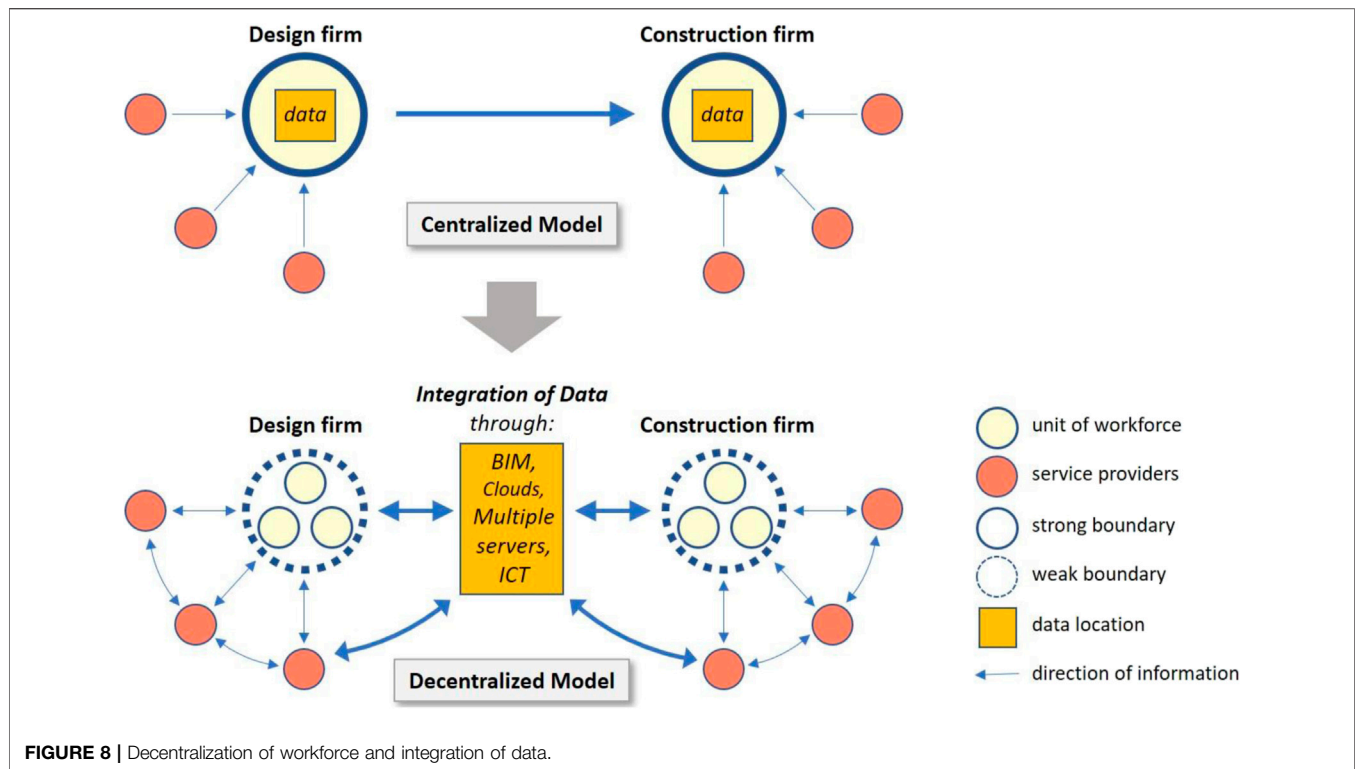 Design firm
Construction firm
data
data
Centralized Model
Integration of Data
through:
Design firm
Construction firm
BIM,
Clouds,
Multiple
servers,
ICT
Decentralized Model
unit of workforce
service providers
strong boundary
weak boundary
data location
direction of information
FIGURE 8 | Decentralization of workforce and integration of data.